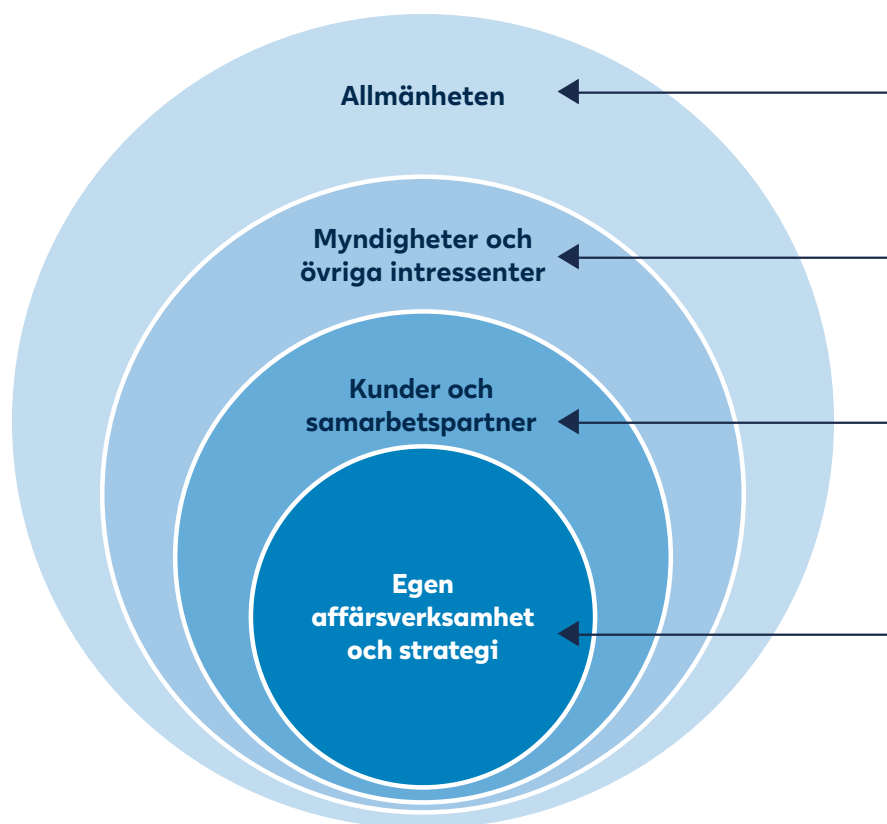 Allmänheten
Myndigheter och
övriga intressenter
Kunder och
samarbetspartner
Egen
affärsverksamhet
och strategi